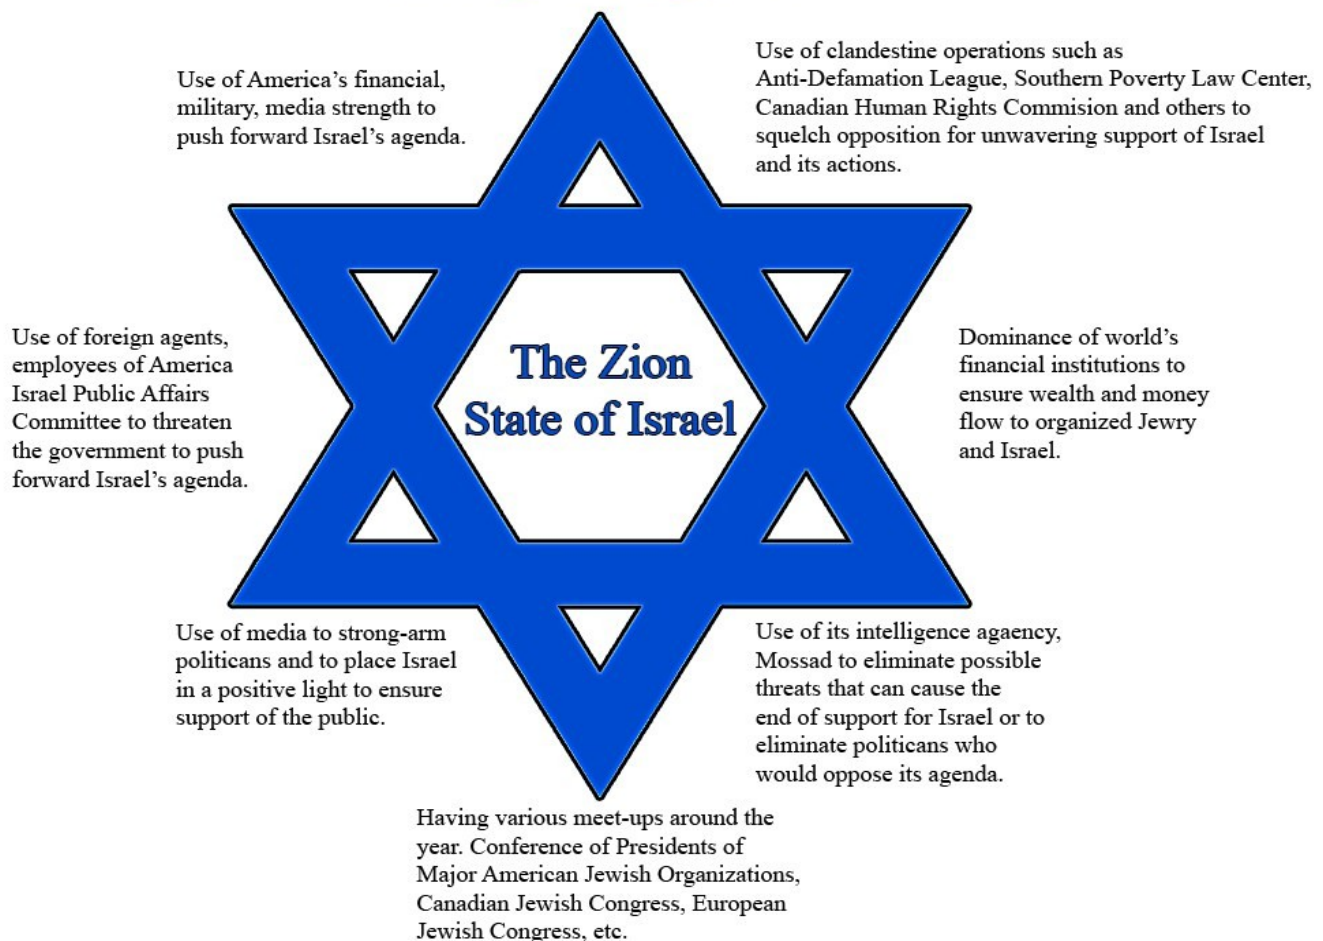 Use of America's financial,
military, media strength to
push forward Israel's agenda.
Use of clandestine operations such as
Anti-Defamation League, Southern Poverty Law Center,
Canadian Human Rights Commision and others to
squelch opposition for unwavering support of Israel
and its actions.
Use of foreign agents,
employees of America
Israel Public Affairs
Committee to threaten
the government to push
forward Israel's agenda.
The Zion
State of Israel
Dominance of world's
financial institutions to
ensure wealth and money
flow to organized Jewry
and Israel.
Use of media to strong-arm
politicans and to place Israel
in a positive light to ensure
support of the public.
Use of its intelligence agaency,
Mossad to eliminate possible
threats that can cause the
end of support for Israel or to
eliminate politicans who
would oppose its agenda.
Having various meet-ups around the
year. Conference of Presidents of
Major American Jewish Organizations,
Canadian Jewish Congress, European
Jewish Congress, etc.